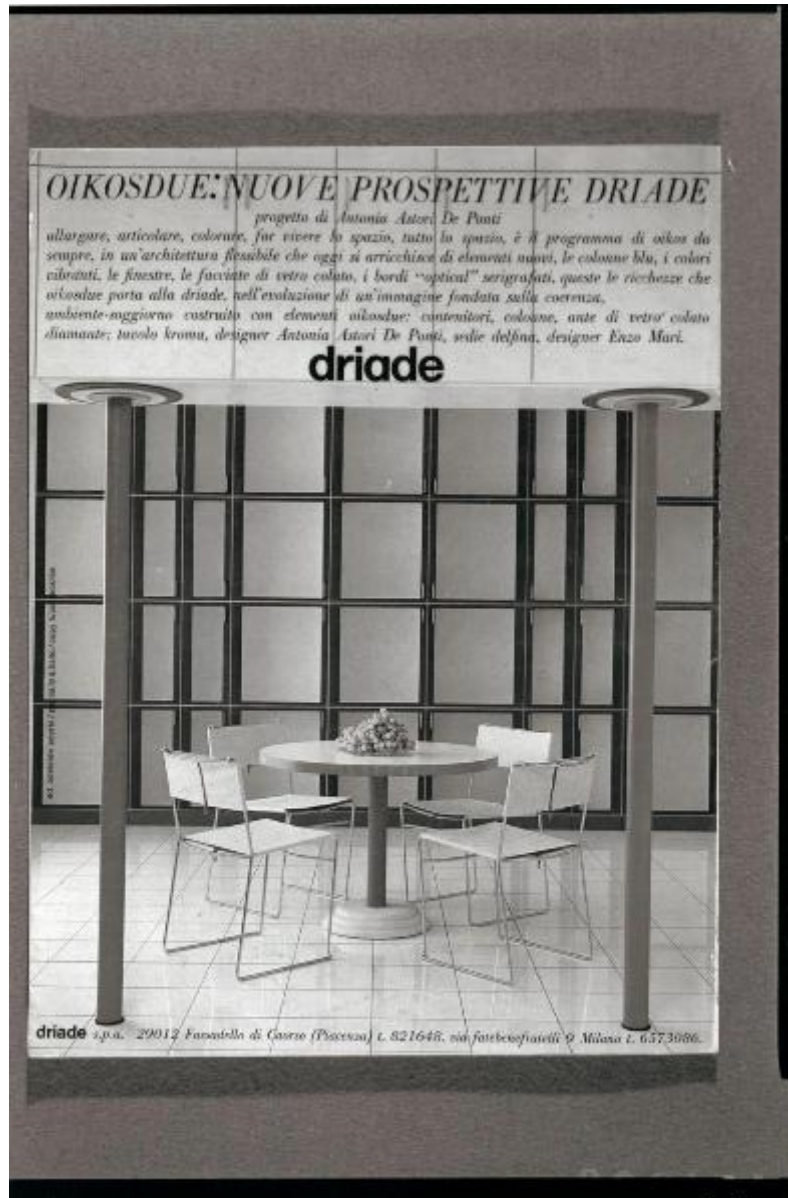 OIKOSDUE: NUOVE PROSPETTIVE DRIADE
progetto di Antonia Astori De Ponti
allargare, articolare, colorare, far vivere lo spazio, tutto lo spazio, è il programma di oikos da
sempre, in un'architettura flessibile che oggi si arricchisce di elementi nuovi, le colonne blu, i colori
vibranti, le finestre, le facciate di vetro colato, i bordi "optical" serigrafati, queste le ricchezze che
oikosdue porta alla driade, nell'evoluzione di un'immagine fondata sulla coerenza.
ambiente-soggiorno costruito con elementi oikosdue: contenitori, colonne, ante di vetro colato
diamante; tavolo kroma, designer Antonia Astori De Ponti, sedie delfina, designer Enzo Mari.
driade
driade s.p.a. 29012 Fossadello di Caorso (Piacenza) t. 821648. via fatebenefratelli 9 Milano t. 6573086.